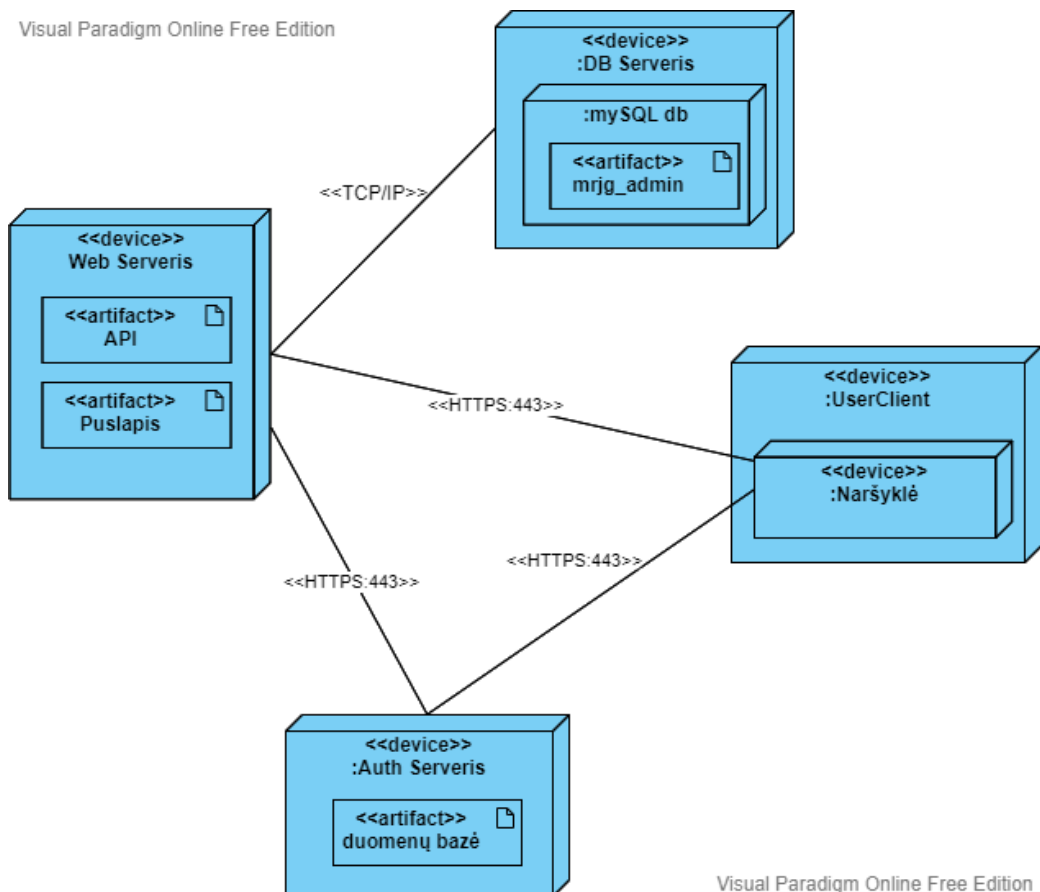 Visual Paradigm Online Free Edition
<<device>>
:DB Serveris
:mySQL db
<<artifact>>
mrjg_admin
<<TCP/IP>>
<<device>>
Web Serveris
<<artifact>>
API
<<artifact>>
Puslapis
<<HTTPS:443>>
<<device>>
:UserClient
<<device>>
:Naršyklė
<<HTTPS:443>>
<<HTTPS:443>>
<<device>>
:Auth Serveris
<<artifact>>
duomenų bazė
Visual Paradigm Online Free Edition